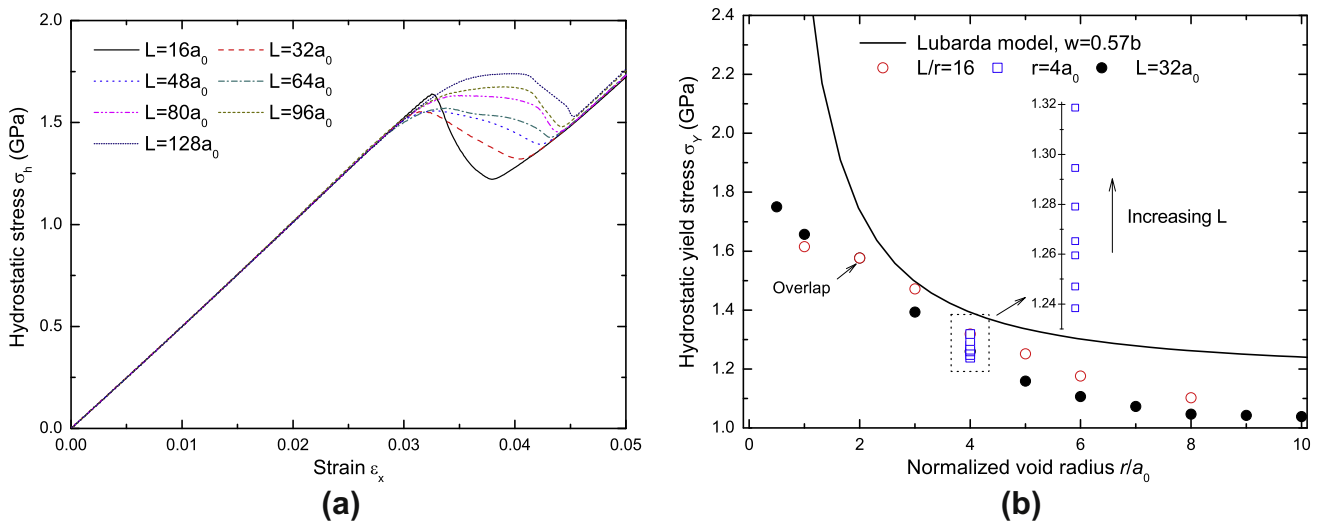 2.0
1.5
1.0
0.5
0.0
Hydrostatic stress σh (GPa)
L=16a0
L=32a0
L=48a0
L=64a0
L=80a0
L=96a0
L=128a0
0.00
0.01
0.02
0.03
0.04
0.05
Strain εx
(a)
2.4
2.2
2.0
1.8
1.6
1.4
1.2
1.0
Hydrostatic yield stress σY (GPa)
Lubarda model, w=0.57b
L/r=16
r=4a0
L=32a0
1.32
1.30
1.28
1.26
1.24
Increasing L
Overlap
0
2
4
6
8
10
Normalized void radius r/a0
(b)